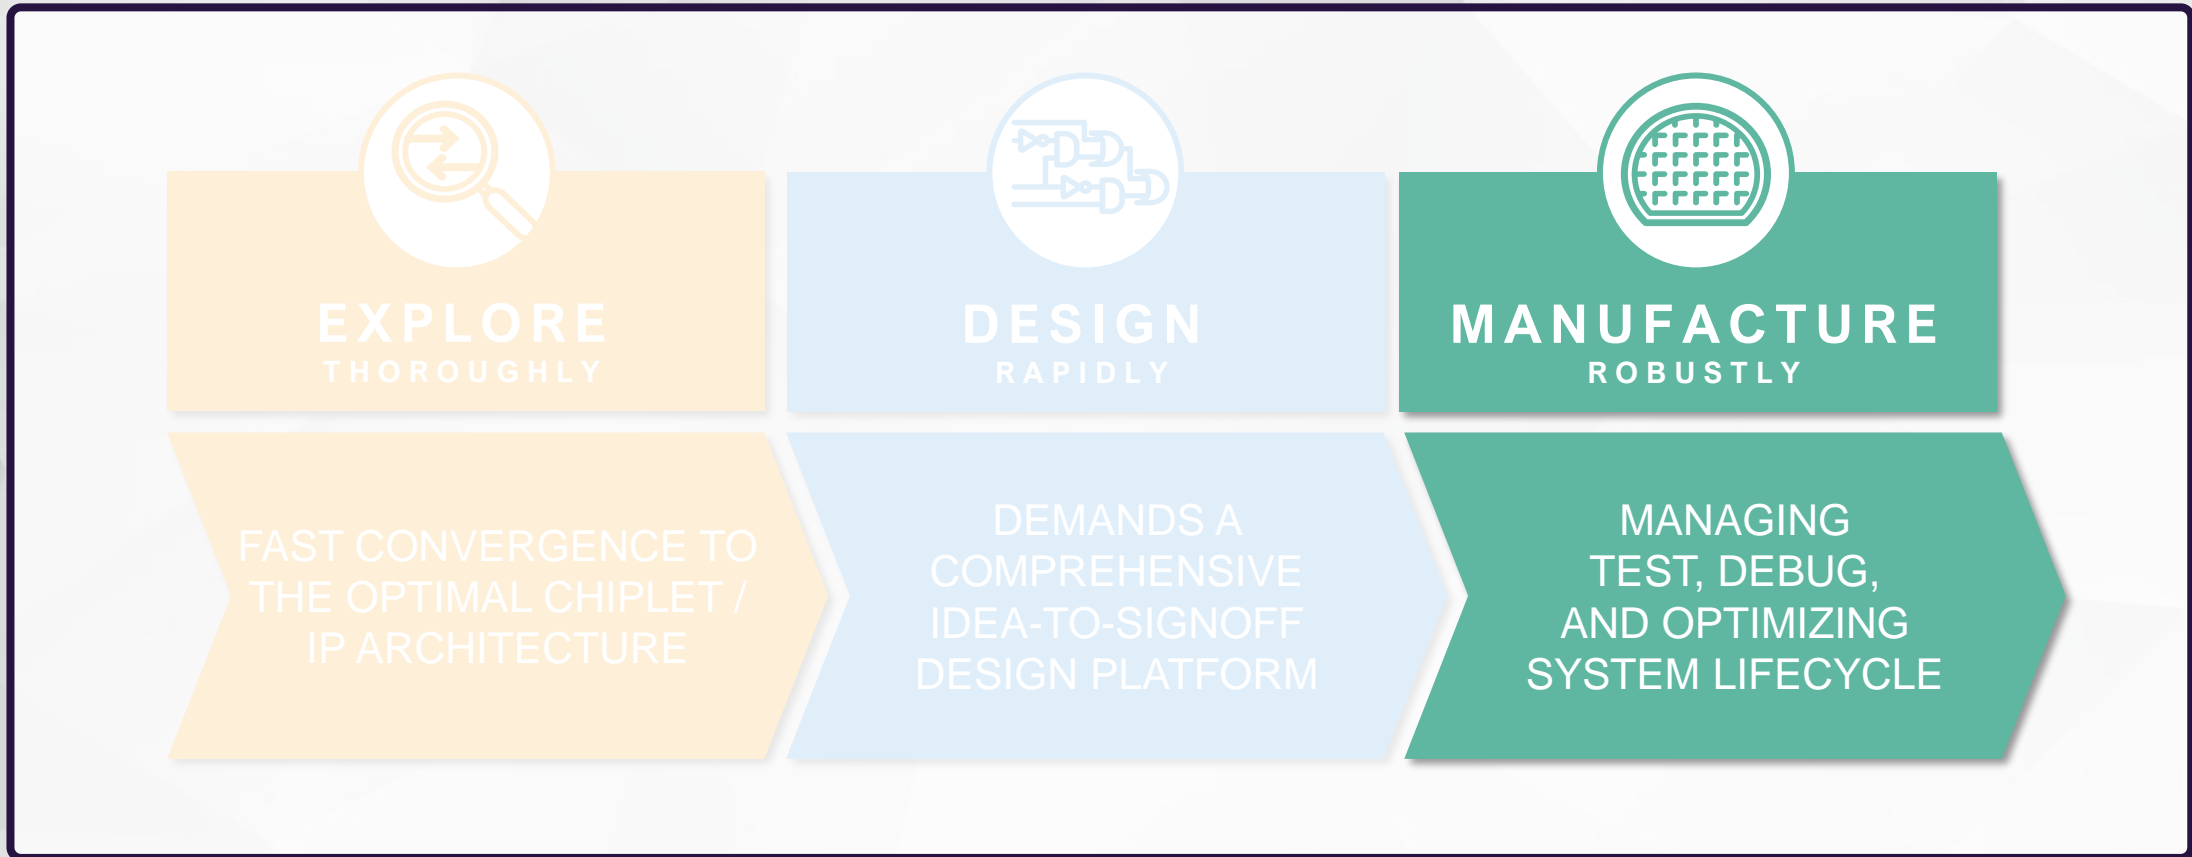 EXPLORE
THOROUGHLY
FAST CONVERGENCE TO
THE OPTIMAL CHIPLET /
IP ARCHITECTURE
DESIGN
RAPIDLY
DEMANDS A
COMPREHENSIVE
IDEA-TO-SIGNOFF
DESIGN PLATFORM
MANUFACTURE
ROBUSTLY
MANAGING
TEST, DEBUG,
AND OPTIMIZING
SYSTEM LIFECYCLE